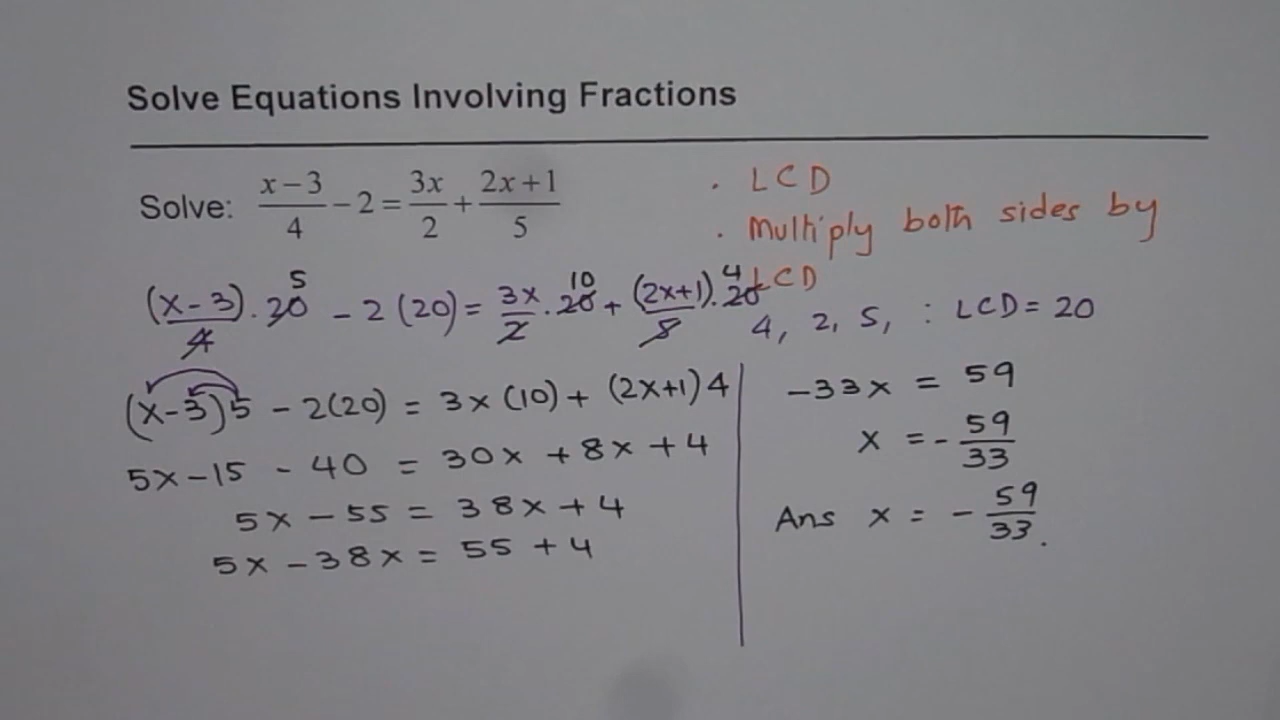 Solve Equations Involving Fractions
Solve: (x-3)/4 - 2 = 3x/2 + (2x+1)/5
. LCD
. Multiply both sides by
LCD
4, 2, 5, : LCD = 20
(x-3)/4 . 20 5 - 2(20) = 3x/2 . 20 10 + (2x+1)/5 . 20 4
(x-3)5 - 2(20) = 3x(10) + (2x+1)4
5x - 15 - 40 = 30x + 8x + 4
5x - 55 = 38x + 4
5x - 38x = 55 + 4
-33x = 59
x = - 59/33
Ans x = - 59/33.